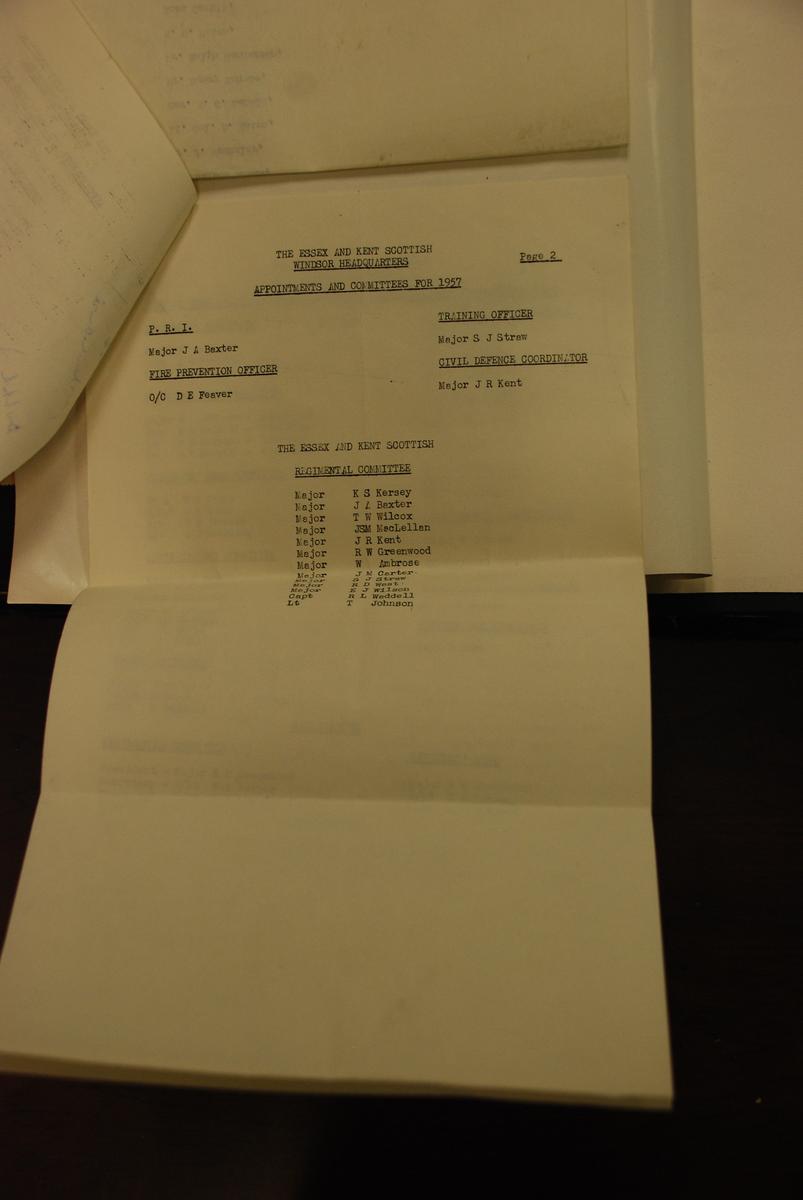 THE ESSEX AND KENT SCOTTISH
WINDSOR HEADQUARTERS
Page 2
APPOINTMENTS AND COMMITTEES FOR 1957
P. R. I.
Major J A Baxter
FIRE PREVENTION OFFICER
O/C D E Feaver
TRAINING OFFICER
Major S J Straw
CIVIL DEFENCE COORDINATOR
Major J R Kent
THE ESSEX AND KENT SCOTTISH
REGIMENTAL COMMITTEE
Major K S Kersey
Major J A Baxter
Major T W Wilcox
Major JSM MacLellan
Major J R Kent
Major R W Greenwood
Major W Ambrose
Major J M Carter
Major S J Straw
Major R D West
Major E J Wilson
Capt R L Weddell
Lt T Johnson